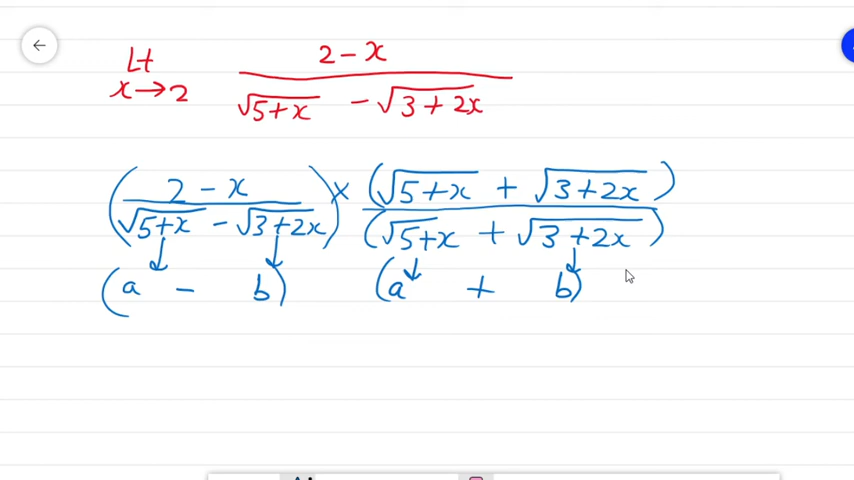 Lt 2 - x
x→2 √5+x - √3+2x
(2 - x) × (√5+x + √3+2x)
(√5+x - √3+2x) (√5+x + √3+2x)
(a - b) (a + b)